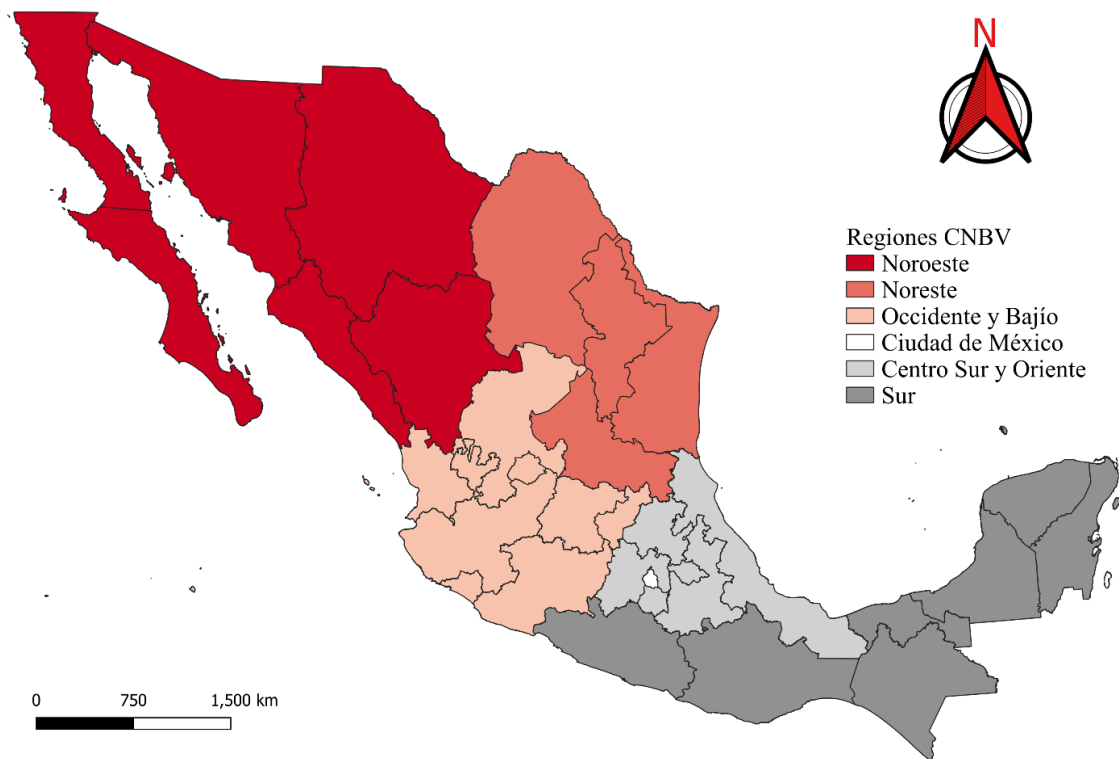 N
Regiones CNBV
Noroeste
Noreste
Occidente y Bajío
Ciudad de México
Centro Sur y Oriente
Sur
0 750 1,500 km